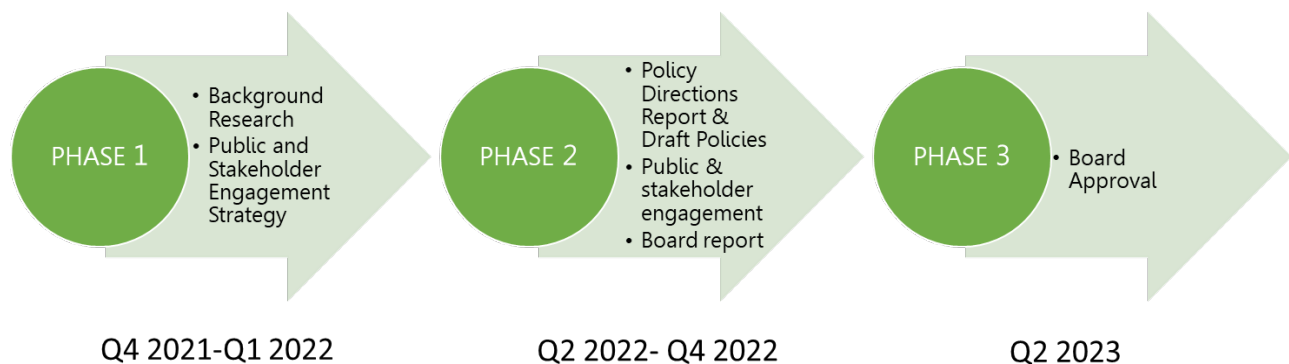 PHASE 1
• Background
Research
• Public and
Stakeholder
Engagement
Strategy
Q4 2021-Q1 2022
PHASE 2
• Policy
Directions
Report &
Draft Policies
• Public &
stakeholder
engagement
• Board report
Q2 2022- Q4 2022
PHASE 3
• Board
Approval
Q2 2023